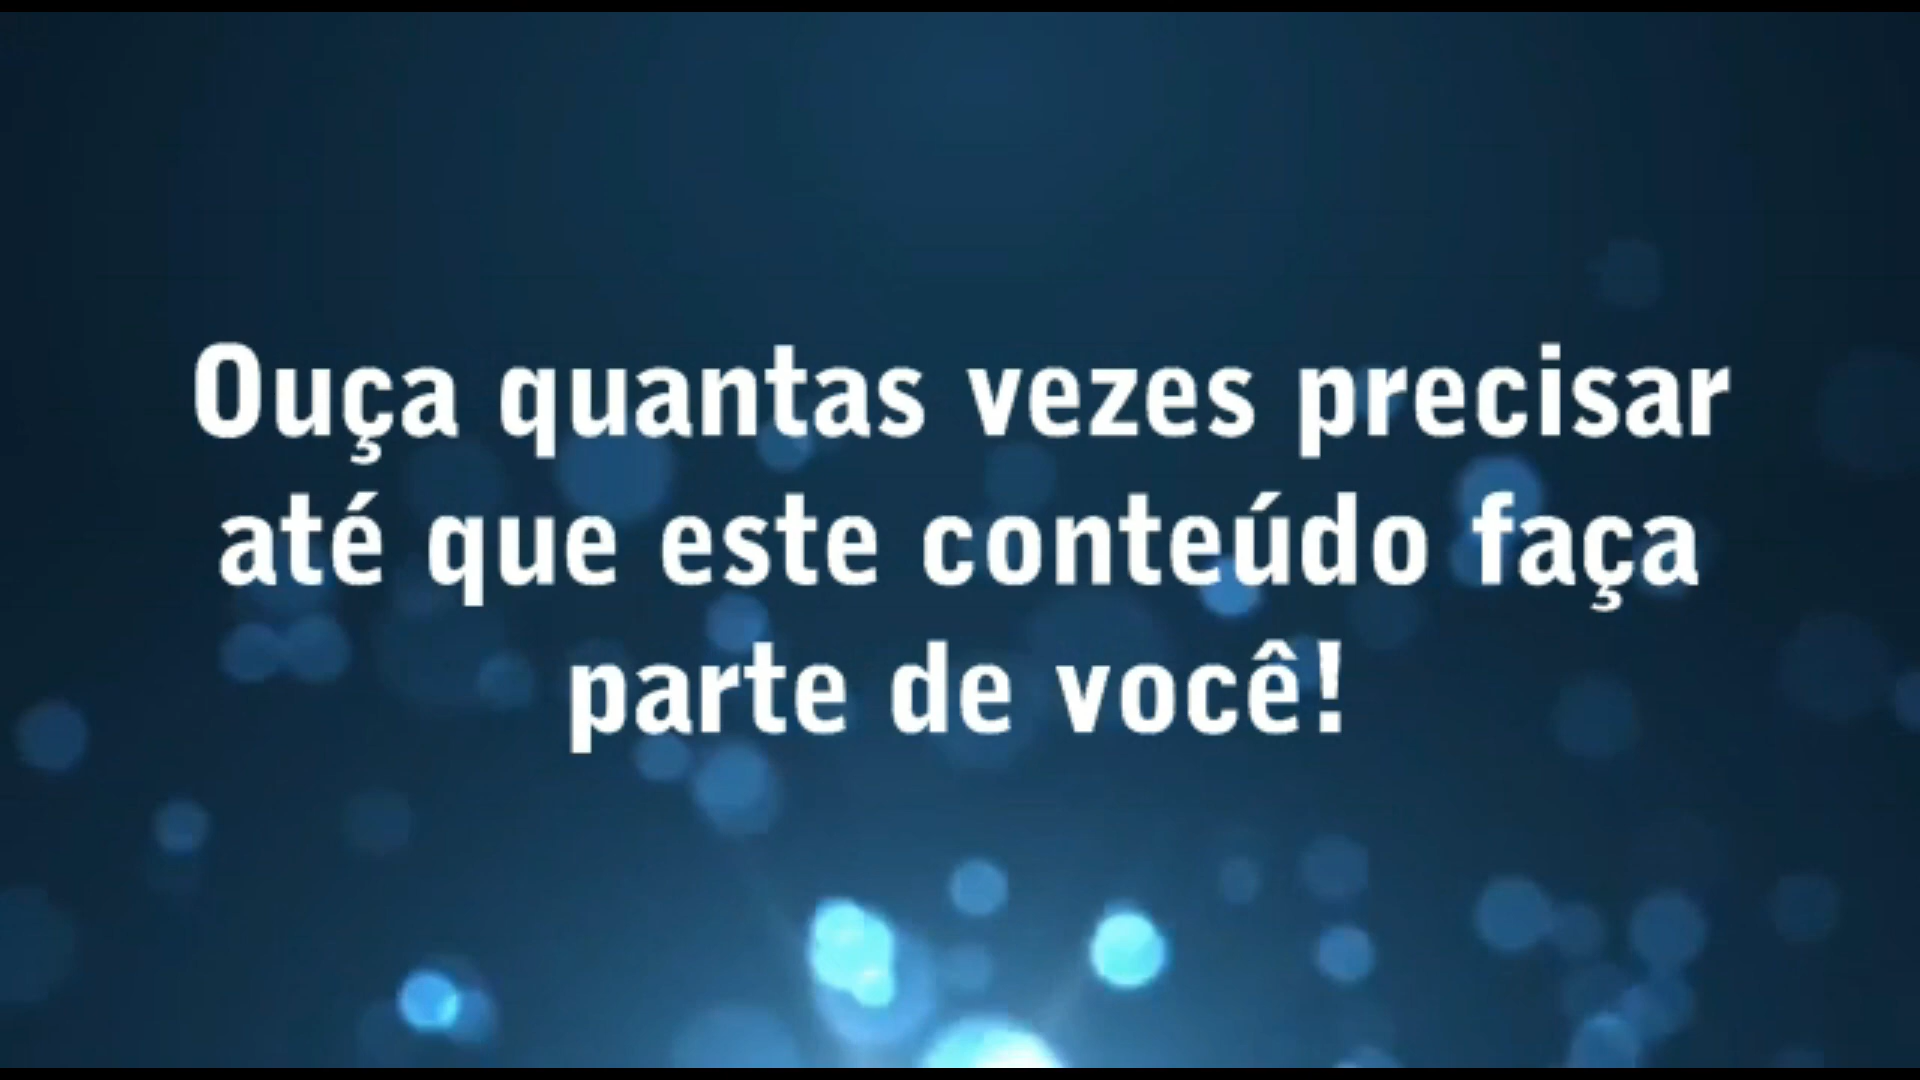 Ouça quantas vezes precisar
até que este conteúdo faça
parte de você!